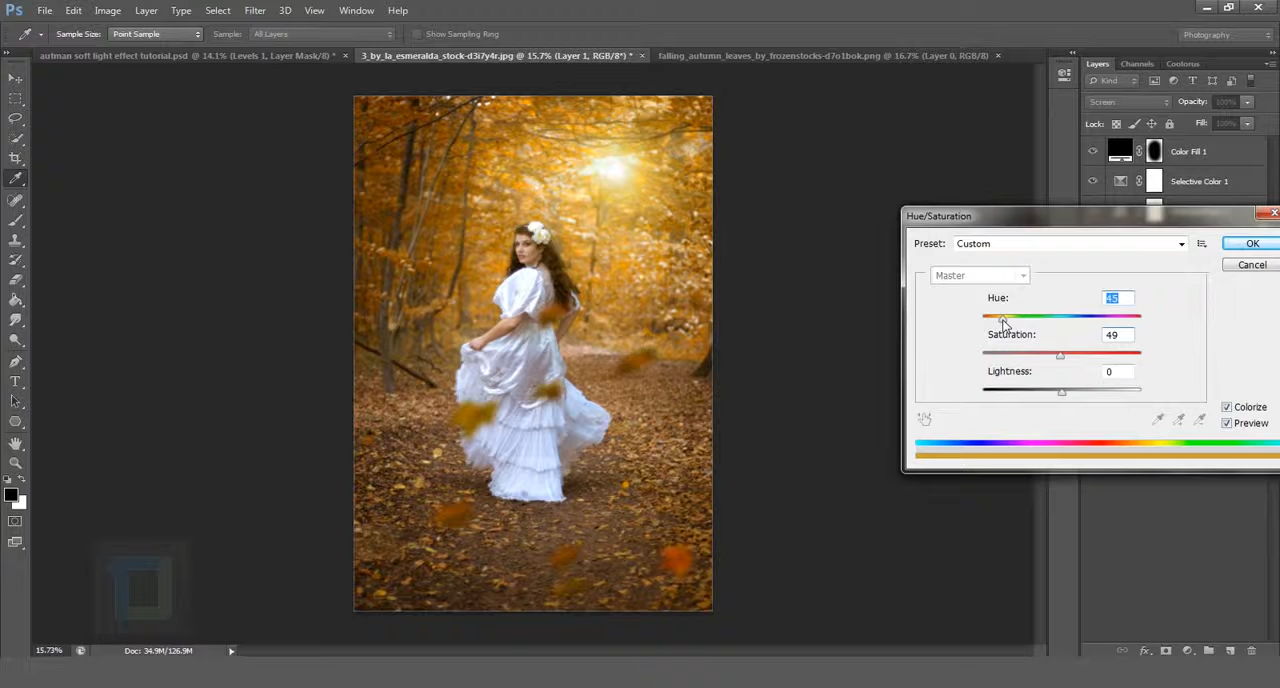 Ps File Edit Image Layer Type Select Filter 3D View Window Help
Sample Size: Point Sample Sample: All Layers Show Sampling Ring Photography
autman soft light effect tutorial.psd @ 14.1% (Levels 1, Layer Mask/8) * × 3_by_la_esmeralda_stock-d3i7y4r.jpg @ 15.7% (Layer 1, RGB/8*) * × falling_autumn_leaves_by_frozenstocks-d7o1bok.png @ 16.7% (Layer 0, RGB/8) ×
Layers Channels Coolorus
Kind
Screen Opacity: 100%
Lock: Fill: 100%
Color Fill 1
Selective Color 1
Hue/Saturation
Preset: Custom OK
Cancel
Master
Hue: 45
Saturation: 49
Lightness: 0
Colorize
Preview
15.73% Doc: 34.9M/126.9M